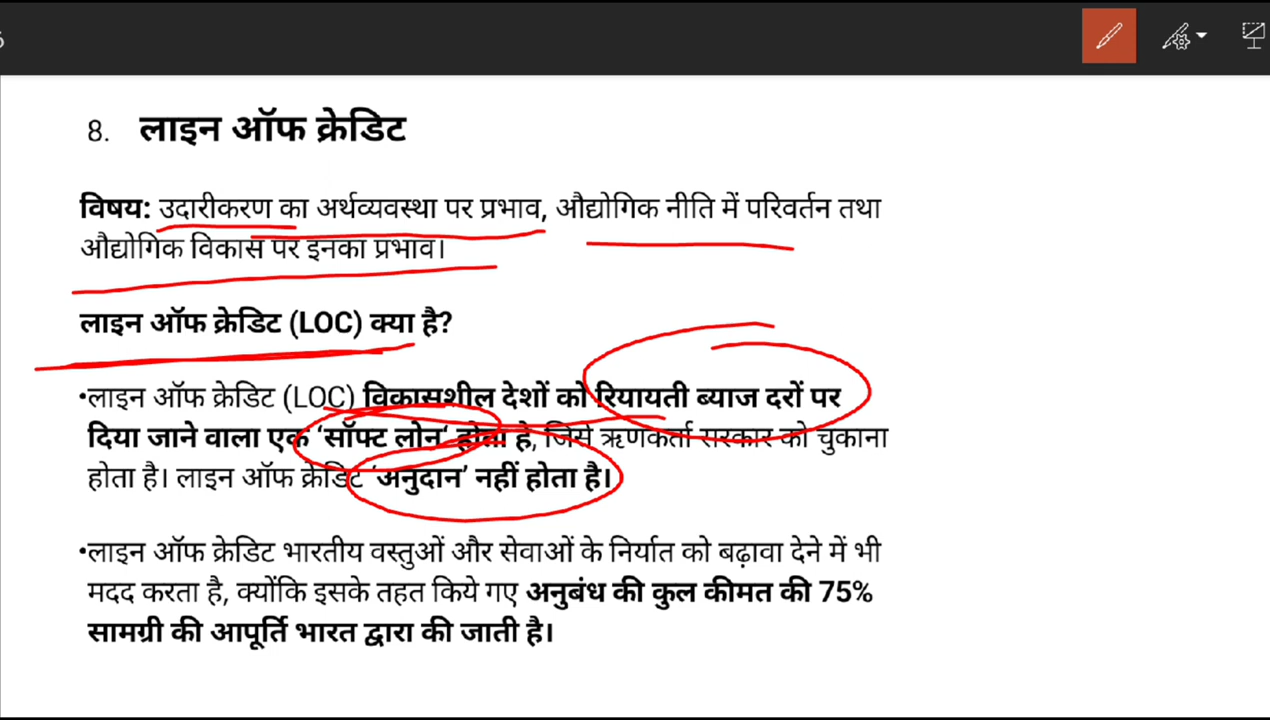 8. लाइन ऑफ क्रेडिट
विषय: उदारीकरण का अर्थव्यवस्था पर प्रभाव, औद्योगिक नीति में परिवर्तन तथा
औद्योगिक विकास पर इनका प्रभाव।
लाइन ऑफ क्रेडिट (LOC) क्या है?
•लाइन ऑफ क्रेडिट (LOC) विकासशील देशों को रियायती ब्याज दरों पर
दिया जाने वाला एक ‘सॉफ्ट लोन‘ होता है, जिसे ऋणकर्ता सरकार को चुकाना
होता है। लाइन ऑफ क्रेडिट ‘अनुदान’ नहीं होता है।
•लाइन ऑफ क्रेडिट भारतीय वस्तुओं और सेवाओं के निर्यात को बढ़ावा देने में भी
मदद करता है, क्योंकि इसके तहत किये गए अनुबंध की कुल कीमत की 75%
सामग्री की आपूर्ति भारत द्वारा की जाती है।